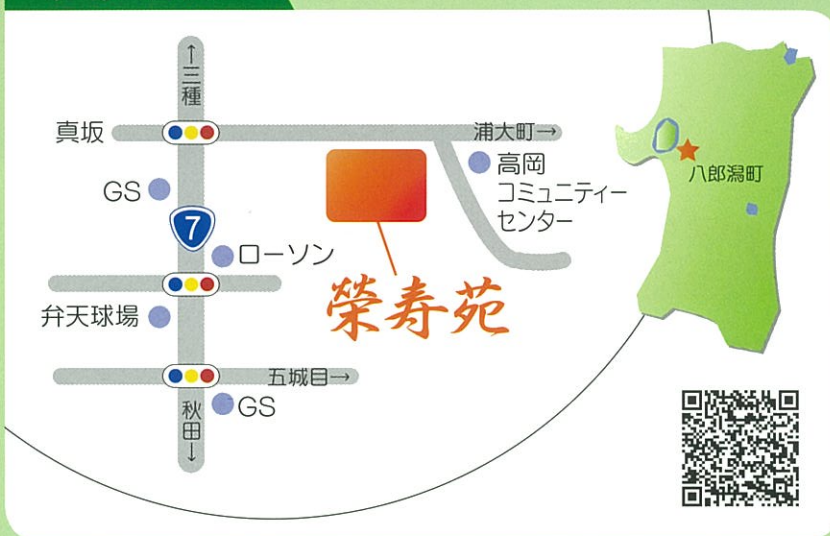 ↑三種
真坂
浦大町→
高岡
コミュニティー
センター
八郎潟町
GS
7
ローソン
榮寿苑
弁天球場
五城目→
秋田↓
GS